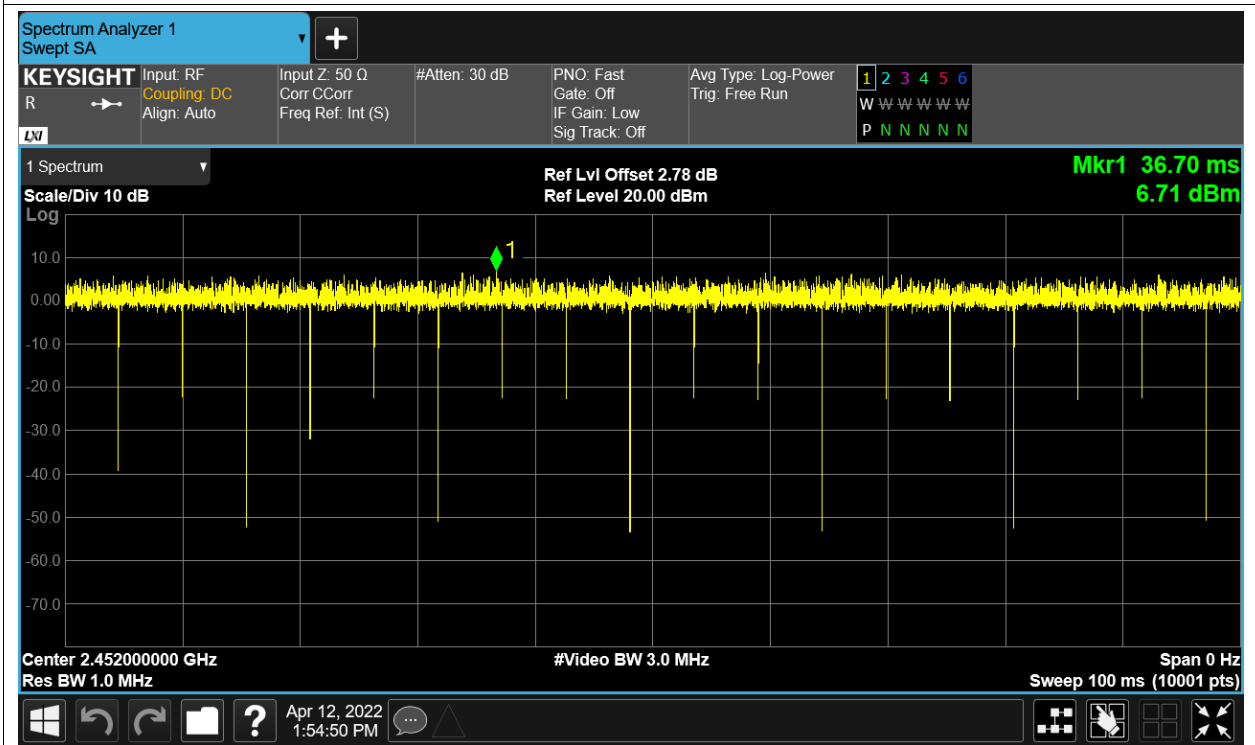 Spectrum Analyzer 1
Swept SA
KEYSIGHT
R
LXI
Input: RF
Coupling: DC
Align: Auto
Input Z: 50 Ω
Corr CCorr
Freq Ref: Int (S)
#Atten: 30 dB
PNO: Fast
Gate: Off
IF Gain: Low
Sig Track: Off
Avg Type: Log-Power
Trig: Free Run
1 2 3 4 5 6
W W W W W W
P N N N N N
1 Spectrum
Scale/Div 10 dB
Ref Lvl Offset 2.78 dB
Ref Level 20.00 dBm
Mkr1 36.70 ms
6.71 dBm
Log
1
10.0
0.00
-10.0
-20.0
-30.0
-40.0
-50.0
-60.0
-70.0
Center 2.452000000 GHz
#Video BW 3.0 MHz
Span 0 Hz
Res BW 1.0 MHz
Sweep 100 ms (10001 pts)
?
Apr 12, 2022
1:54:50 PM